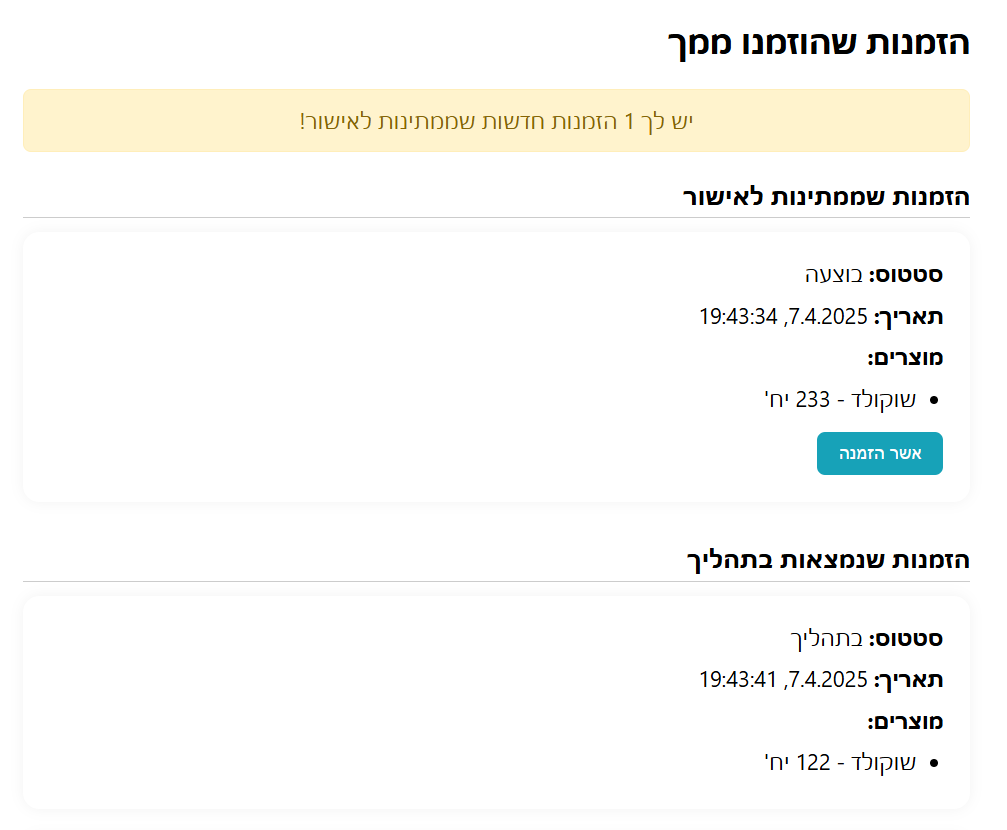 הזמנות שהוזמנו ממך
יש לך 1 הזמנות חדשות שממתינות לאישור!
הזמנות שממתינות לאישור
סטטוס: בוצעה
תאריך: 7.4.2025, 19:43:34
מוצרים:
• שוקולד - 233 יח'
אשר הזמנה
הזמנות שנמצאות בתהליך
סטטוס: בתהליך
תאריך: 7.4.2025, 19:43:41
מוצרים:
• שוקולד - 122 יח'